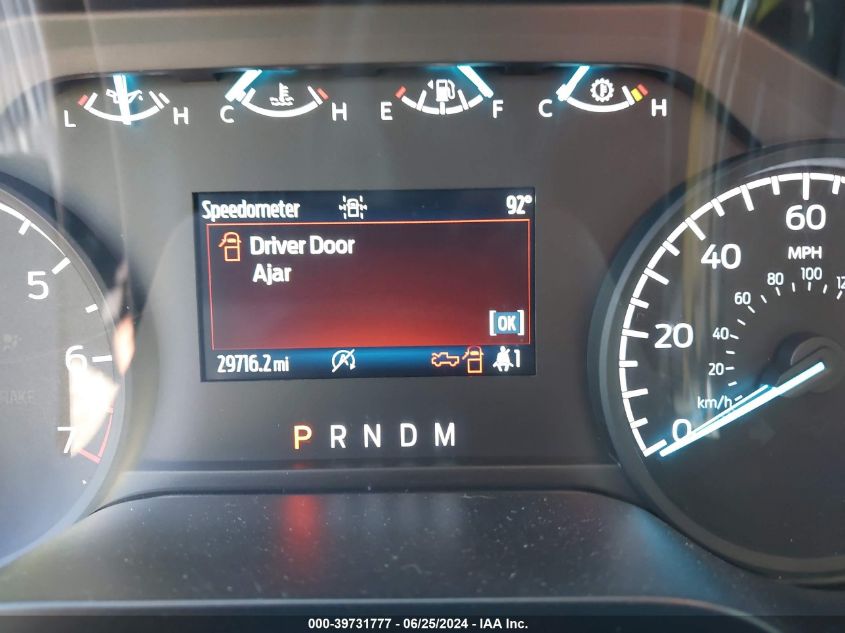 L H C H E F C H
Speedometer 92°
Driver Door
Ajar
[OK]
29716.2 mi 1
P R N D M
5
6
7
60
MPH
40
80 100
60
20
40
20
km/h
0
000-39731777 - 06/25/2024 - IAA Inc.